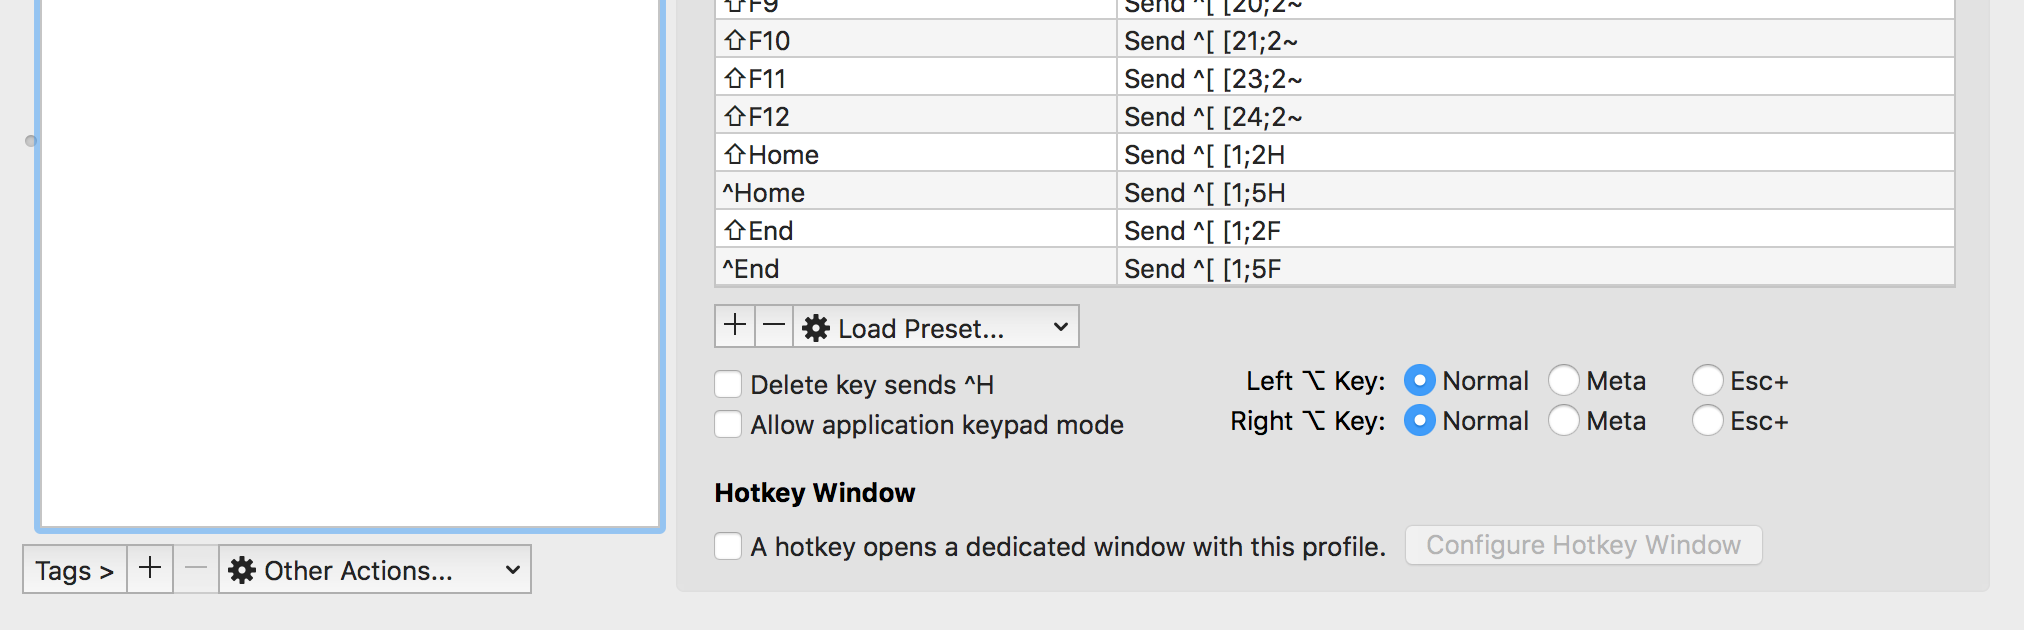 ⇧F9 Send ^[ [20;2~
⇧F10 Send ^[ [21;2~
⇧F11 Send ^[ [23;2~
⇧F12 Send ^[ [24;2~
⇧Home Send ^[ [1;2H
^Home Send ^[ [1;5H
⇧End Send ^[ [1;2F
^End Send ^[ [1;5F
Load Preset...
Delete key sends ^H
Left ⌥ Key: Normal Meta Esc+
Allow application keypad mode
Right ⌥ Key: Normal Meta Esc+
Hotkey Window
A hotkey opens a dedicated window with this profile. Configure Hotkey Window
Tags > + − Other Actions...